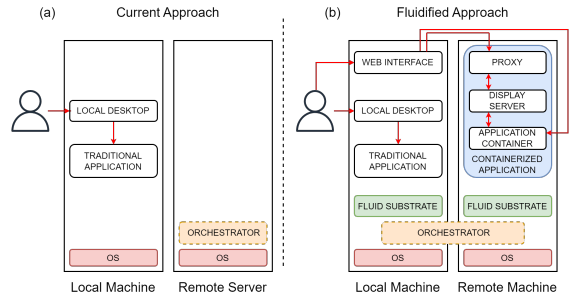 (a)
Current Approach
LOCAL DESKTOP
TRADITIONAL
APPLICATION
ORCHESTRATOR
OS
OS
Local Machine
Remote Server
(b)
Fluidified Approach
WEB INTERFACE
PROXY
LOCAL DESKTOP
DISPLAY
SERVER
TRADITIONAL
APPLICATION
APPLICATION
CONTAINER
CONTAINERIZED
APPLICATION
FLUID SUBSTRATE
FLUID SUBSTRATE
ORCHESTRATOR
OS
OS
Local Machine
Remote Machine